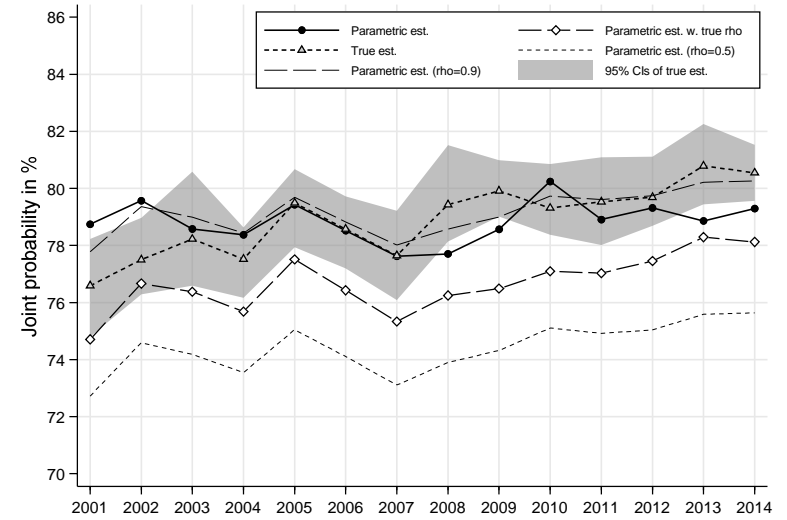 86
84
82
80
78
76
74
72
70
Joint probability in %
Parametric est.
Parametric est. w. true rho
True est.
Parametric est. (rho=0.5)
Parametric est. (rho=0.9)
95% CIs of true est.
2001 2002 2003 2004 2005 2006 2007 2008 2009 2010 2011 2012 2013 2014